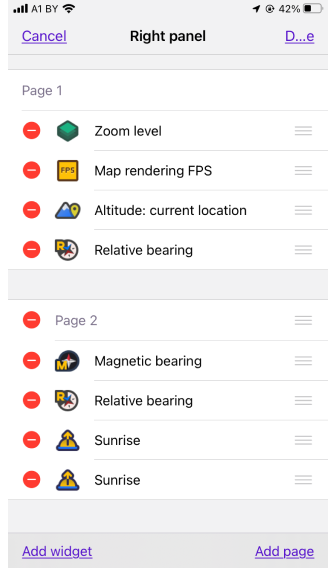 A1 BY 42%
Cancel Right panel D...e
Page 1
Zoom level
FPS Map rendering FPS
Altitude: current location
R Relative bearing
Page 2
M Magnetic bearing
R Relative bearing
Sunrise
Sunrise
Add widget Add page